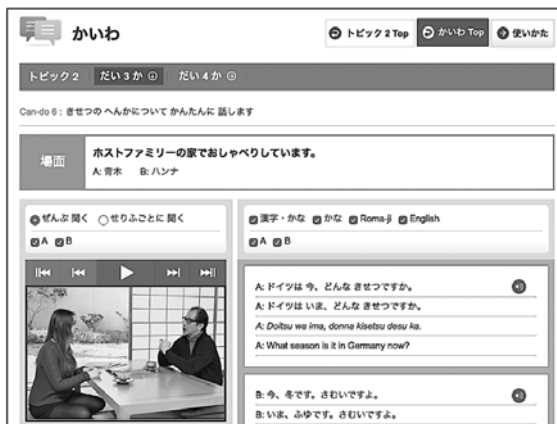 かいわ
トピック 2 Top
かいわ Top
使いかた
トピック 2 だい 3 か だい 4 か
Can-do 6 : きせつの へんかについて かんたんに 話します
場面
ホストファミリーの家でおしゃべりしています。
A: 青木 B: ハンナ
ぜんぶ 聞く せりふごとに 聞く
A B
漢字・かな かな Roma-ji English
A B
A: ドイツは 今、どんな きせつですか。
A: ドイツは いま、どんな きせつですか。
A: Doitsu wa ima, donna kisetsu desu ka.
A: What season is it in Germany now?
B: 今、冬です。さむいですよ。
B: いま、ふゆです。さむいですよ。